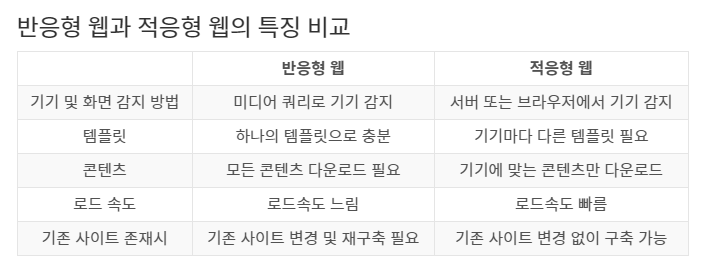 반응형 웹과 적응형 웹의 특징 비교
반응형 웹 적응형 웹
기기 및 화면 감지 방법 미디어 쿼리로 기기 감지 서버 또는 브라우저에서 기기 감지
템플릿 하나의 템플릿으로 충분 기기마다 다른 템플릿 필요
콘텐츠 모든 콘텐츠 다운로드 필요 기기에 맞는 콘텐츠만 다운로드
로드 속도 로드속도 느림 로드속도 빠름
기존 사이트 존재시 기존 사이트 변경 및 재구축 필요 기존 사이트 변경 없이 구축 가능